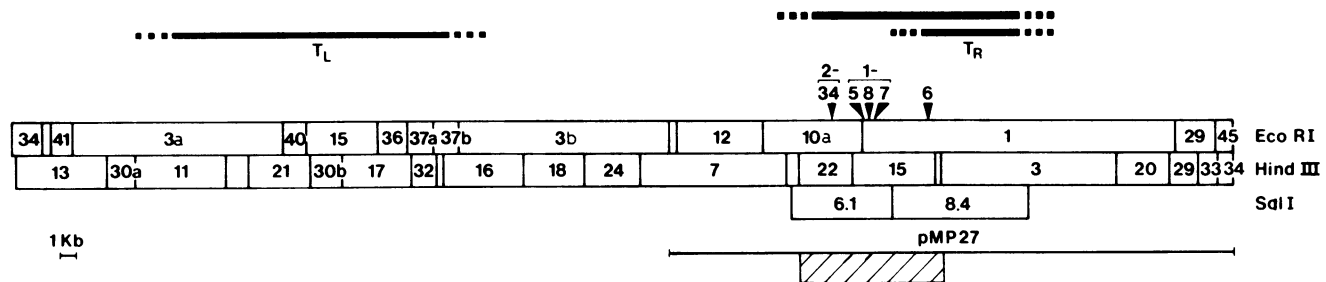 T_L T_R
2- 1-
34 5 8 7 6
34 41 3a 40 15 36 37a 37b 3b 12 10a 1 29 45 Eco RI
13 30a 11 21 30b 17 32 16 18 24 7 22 15 3 20 29 33 34 Hind III
6.1 8.4 Sal I
1 Kb pMP27